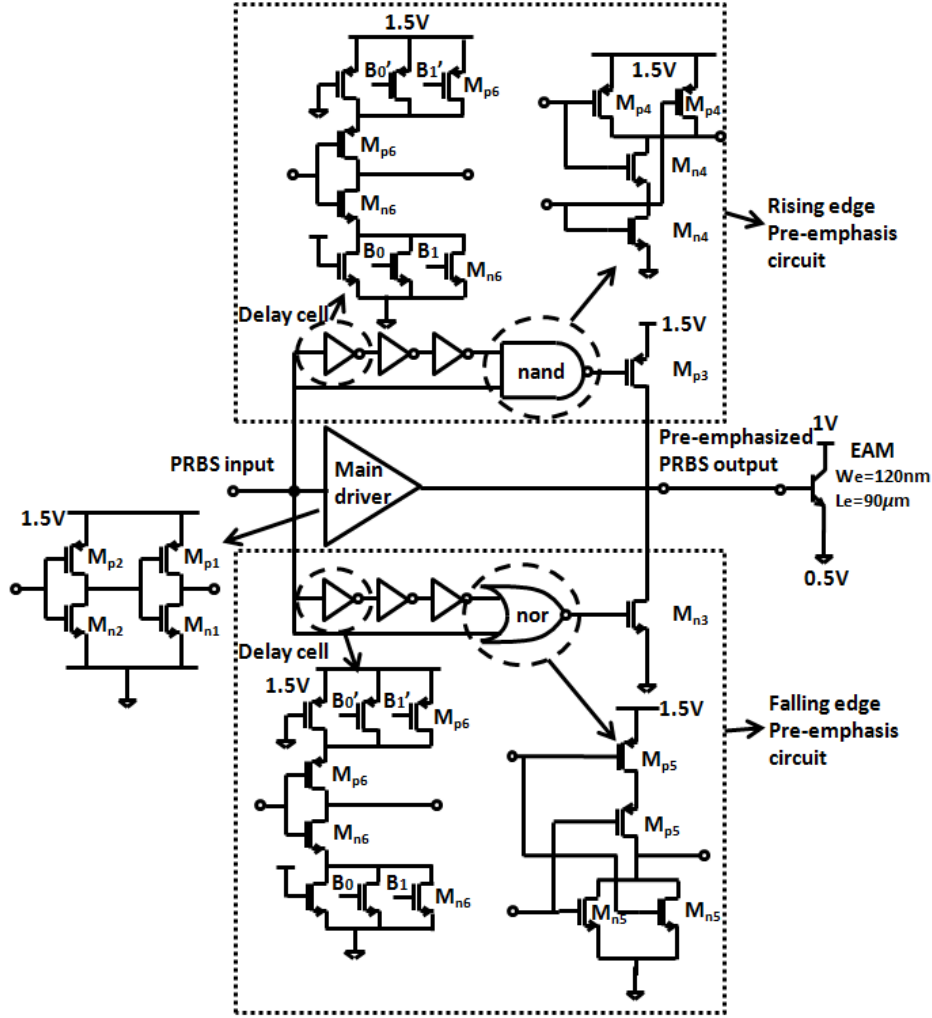 1.5V
B0' B1'
Mp6
Mp6
Mn6
B0 B1
Mn6
Delay cell
1.5V
Mp4 Mp4
Mn4
Mn4
Rising edge
Pre-emphasis
circuit
nand
1.5V
Mp3
PRBS input
Main
driver
Pre-emphasized
PRBS output
1V
EAM
We=120nm
Le=90μm
0.5V
1.5V
Mp2 Mp1
Mn2 Mn1
nor
Mn3
Delay cell
1.5V
B0' B1'
Mp6
Mp6
Mn6
B0 B1
Mn6
1.5V
Mp5
Mp5
Mn5 Mn5
Falling edge
Pre-emphasis
circuit